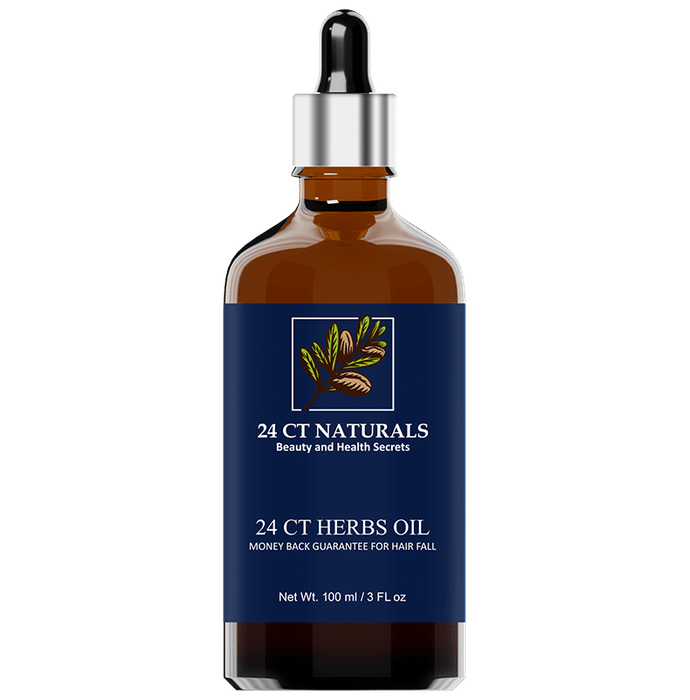 24 CT NATURALS
Beauty and Health Secrets
24 CT HERBS OIL
MONEY BACK GUARANTEE FOR HAIR FALL
Net Wt. 100 ml / 3 FL oz